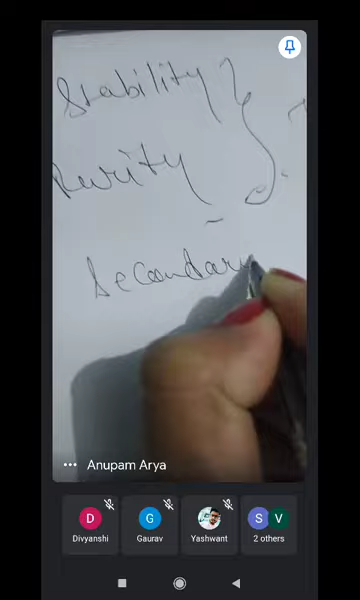 Stability
Purity
Secondary
Anupam Arya
D
G
S
V
Divyanshi
Gaurav
Yashwant
2 others